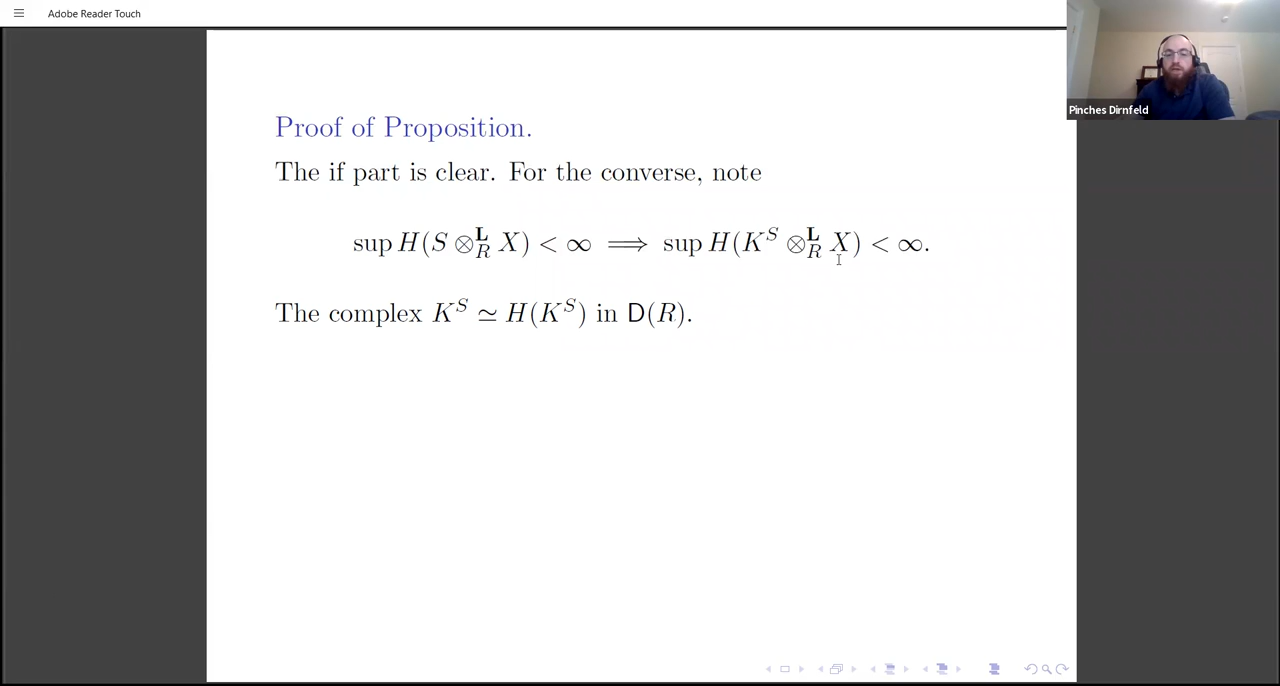 Adobe Reader Touch
Pinches Dirnfeld
Proof of Proposition.
The if part is clear. For the converse, note
sup H(S ⊗ᴸ_R X) < ∞ ⟹ sup H(K^S ⊗ᴸ_R X) < ∞.
The complex K^S ≃ H(K^S) in D(R).